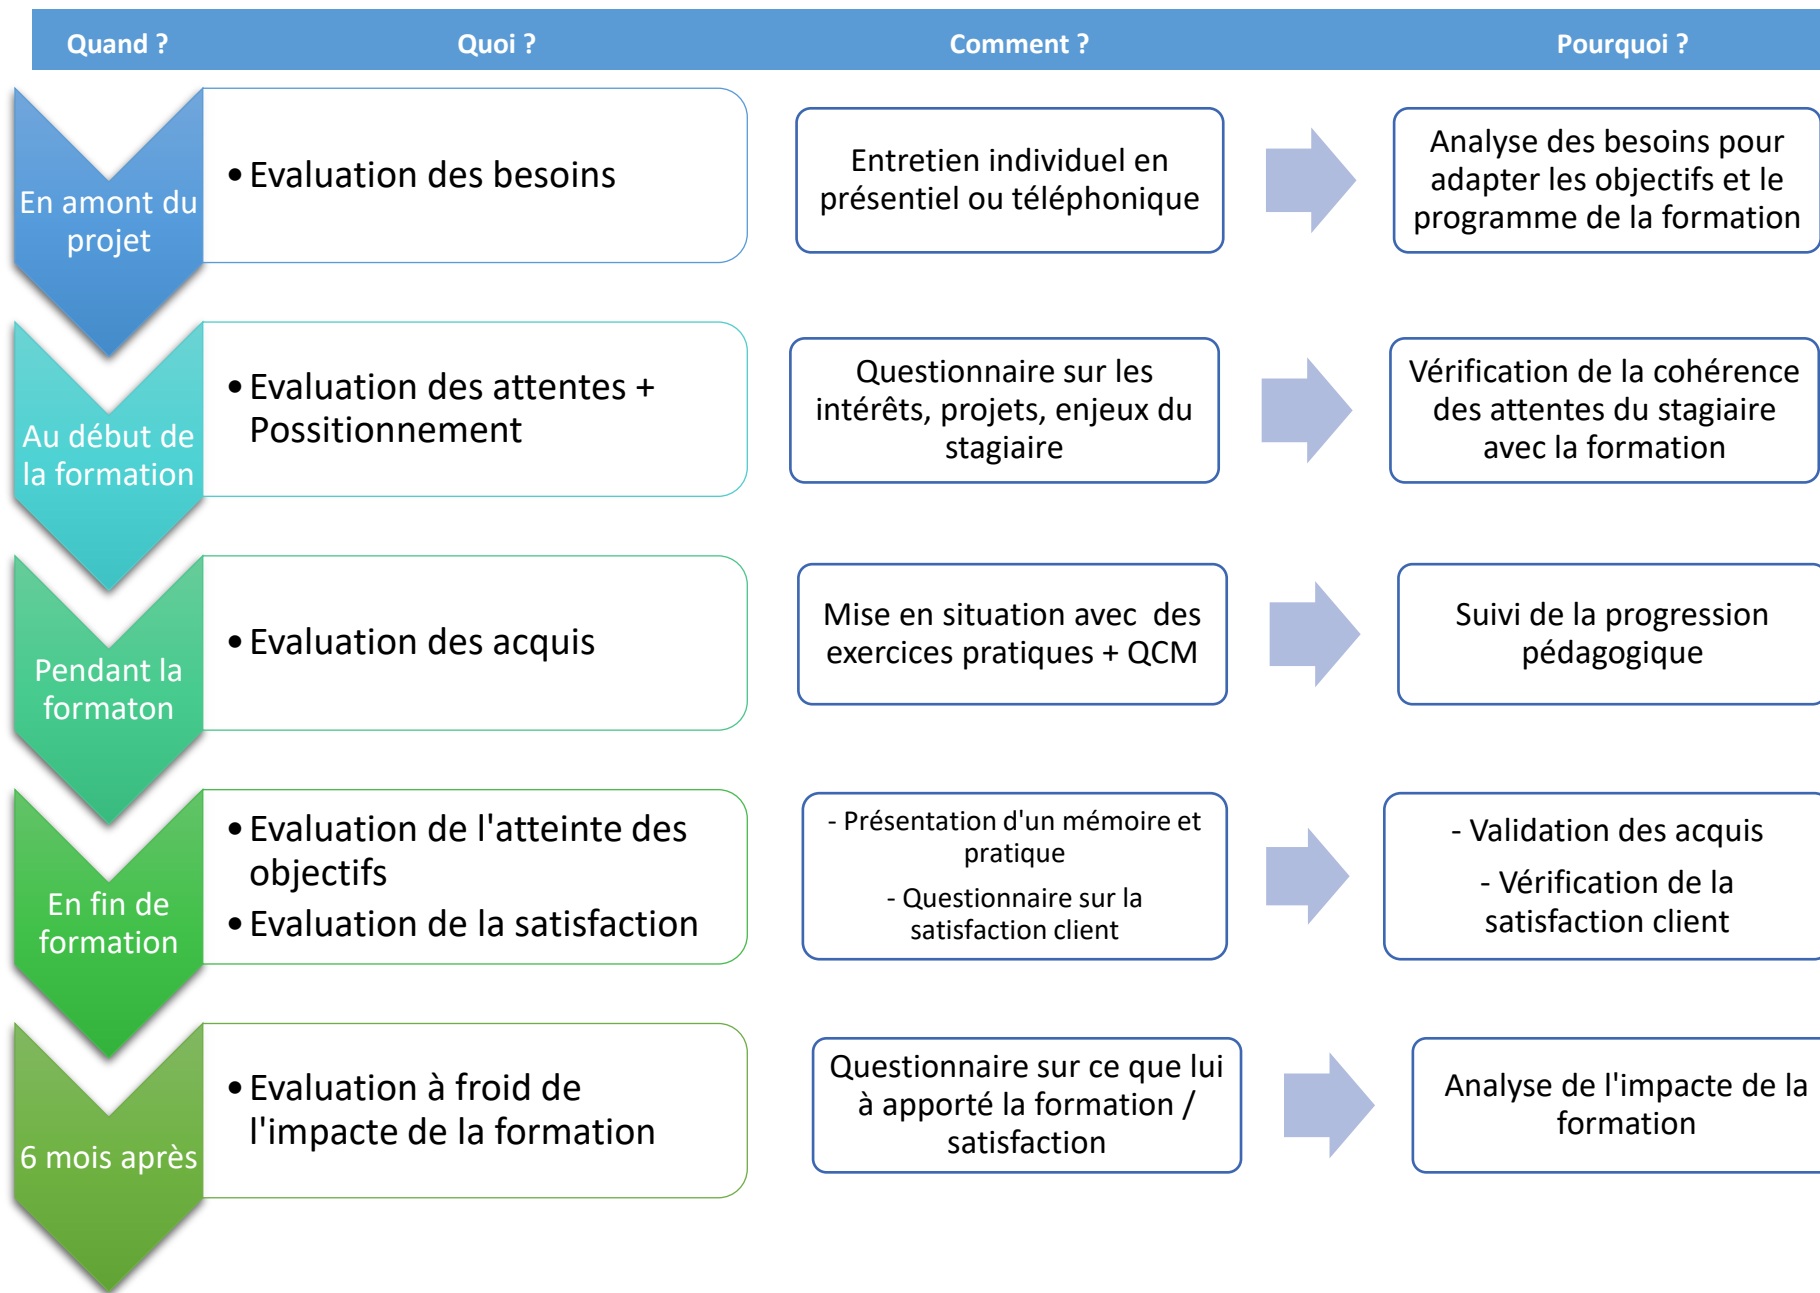 Quand ?
Quoi ?
Comment ?
Pourquoi ?
En amont du
projet
• Evaluation des besoins
Entretien individuel en
présentiel ou téléphonique
Analyse des besoins pour
adapter les objectifs et le
programme de la formation
Au début de
la formation
• Evaluation des attentes +
Possitionnement
Questionnaire sur les
intérêts, projets, enjeux du
stagiaire
Vérification de la cohérence
des attentes du stagiaire
avec la formation
Pendant la
formaton
• Evaluation des acquis
Mise en situation avec  des
exercices pratiques + QCM
Suivi de la progression
pédagogique
En fin de
formation
• Evaluation de l'atteinte des
objectifs
• Evaluation de la satisfaction
- Présentation d'un mémoire et
pratique
- Questionnaire sur la
satisfaction client
- Validation des acquis
- Vérification de la
satisfaction client
6 mois après
• Evaluation à froid de
l'impacte de la formation
Questionnaire sur ce que lui
à apporté la formation /
satisfaction
Analyse de l'impacte de la
formation